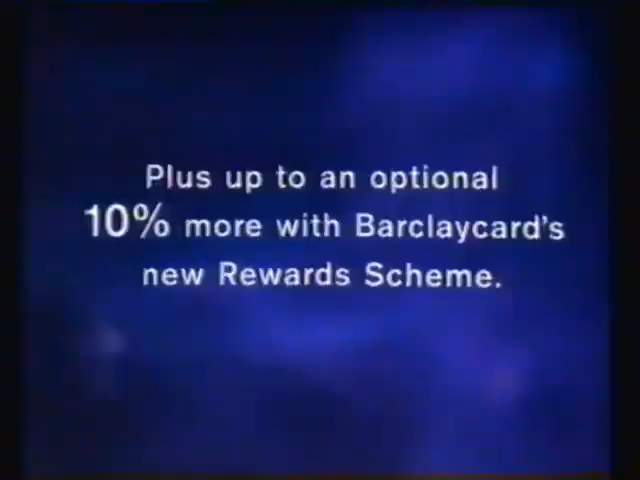 Plus up to an optional
10% more with Barclaycard's
new Rewards Scheme.